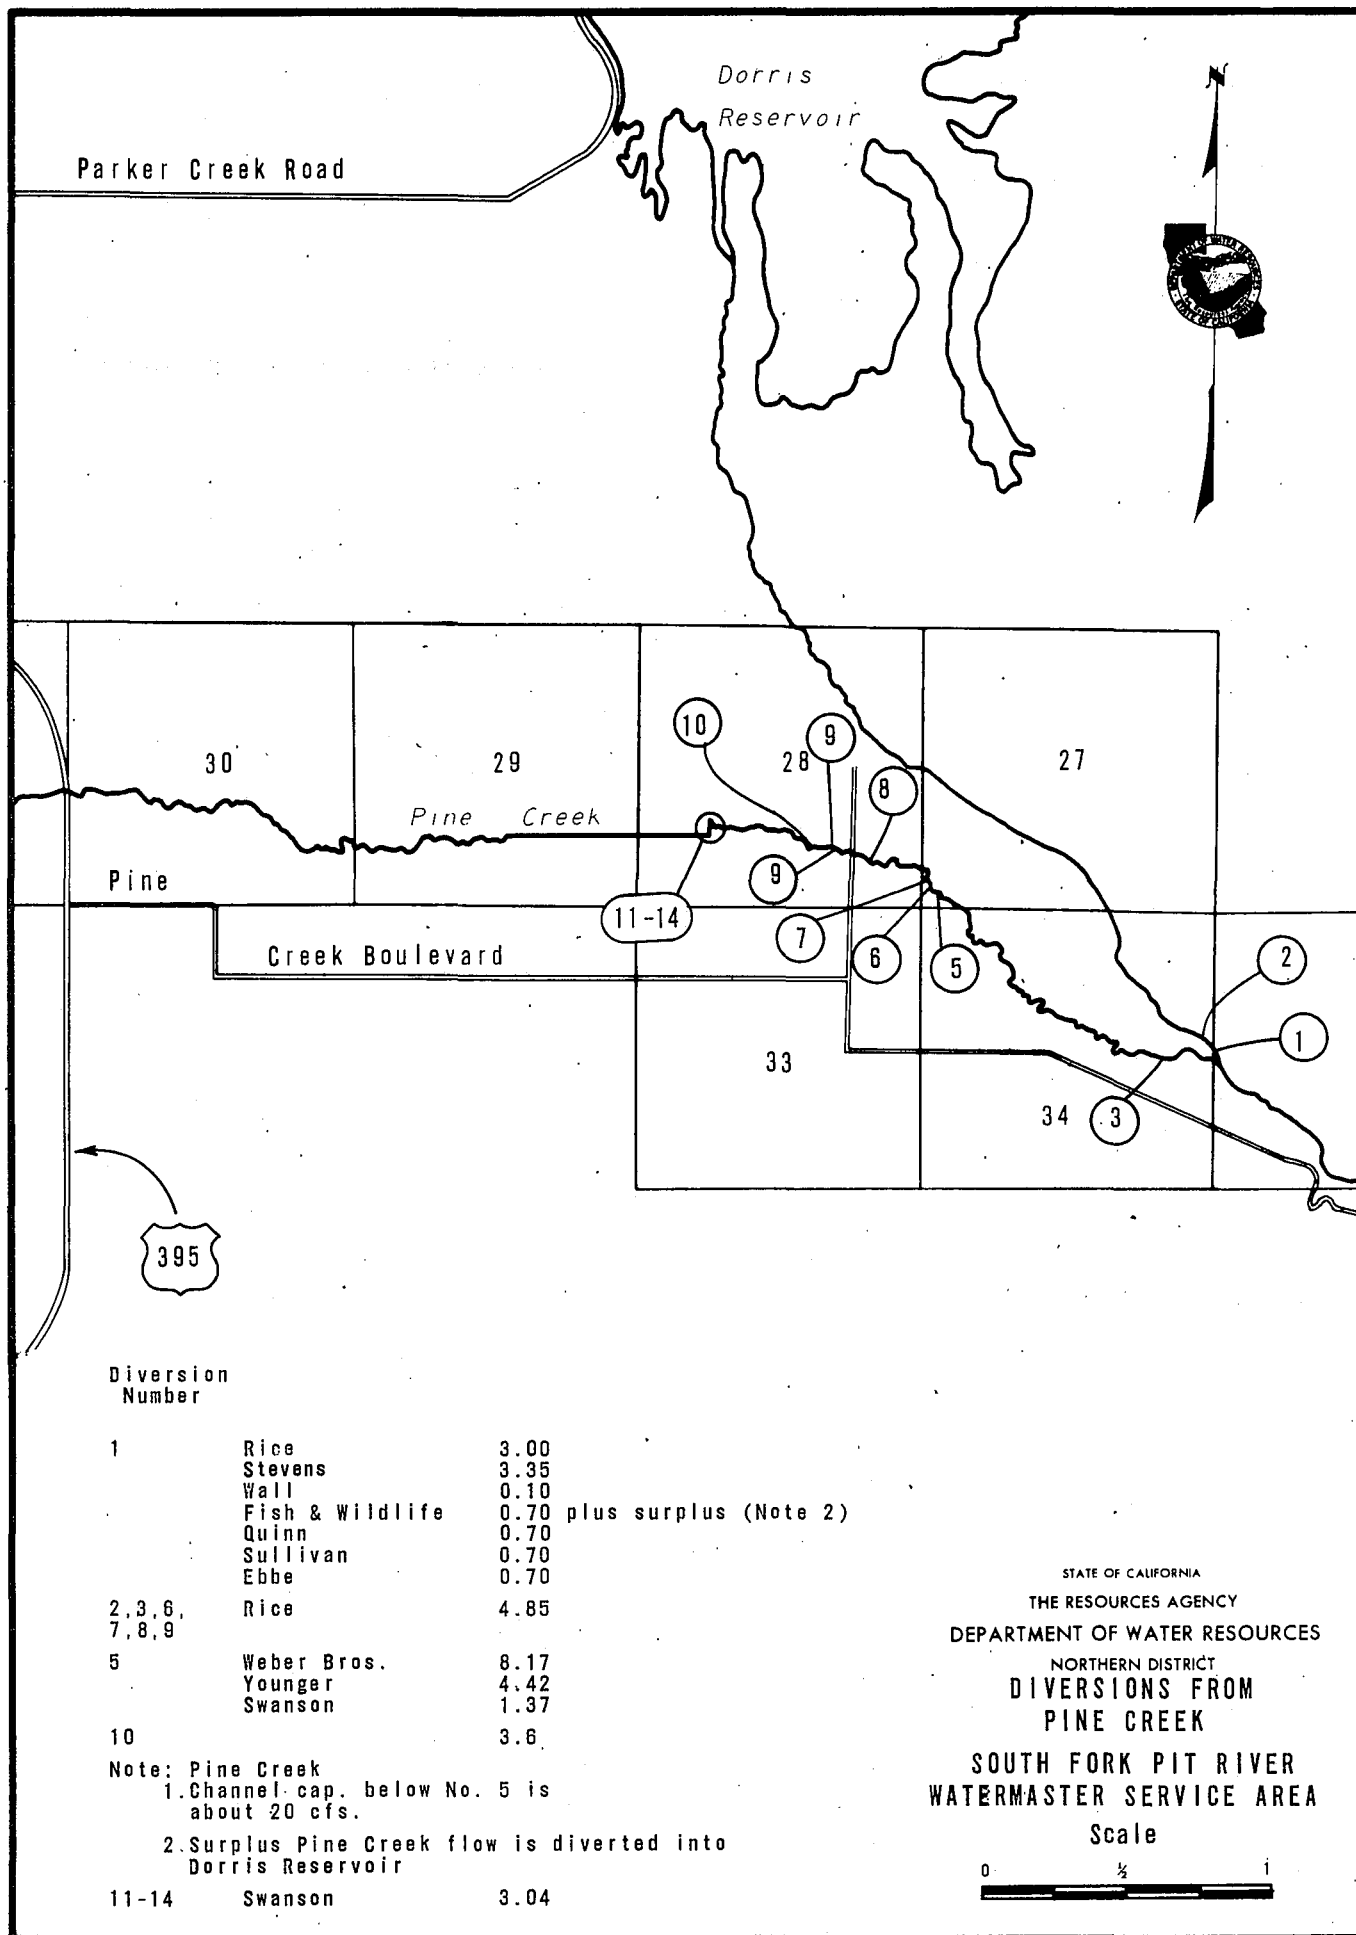 Dorris
Reservoir
N
Parker Creek Road
DEPARTMENT OF WATER RESOURCES
STATE OF CALIFORNIA
30
29
28
27
10
9
8
Pine Creek
Pine
9
11-14
7
6
5
2
1
Creek Boulevard
33
34
3
395
Diversion
Number
1 Rice 3.00
Stevens 3.35
Wall 0.10
Fish & Wildlife 0.70 plus surplus (Note 2)
Quinn 0.70
Sullivan 0.70
Ebbe 0.70
2,3,6, Rice 4.85
7,8,9
5 Weber Bros. 8.17
Younger 4.42
Swanson 1.37
10 3.6
Note: Pine Creek
1.Channel cap. below No. 5 is
about 20 cfs.
2.Surplus Pine Creek flow is diverted into
Dorris Reservoir
11-14 Swanson 3.04
STATE OF CALIFORNIA
THE RESOURCES AGENCY
DEPARTMENT OF WATER RESOURCES
NORTHERN DISTRICT
DIVERSIONS FROM
PINE CREEK
SOUTH FORK PIT RIVER
WATERMASTER SERVICE AREA
Scale
0 ½ 1